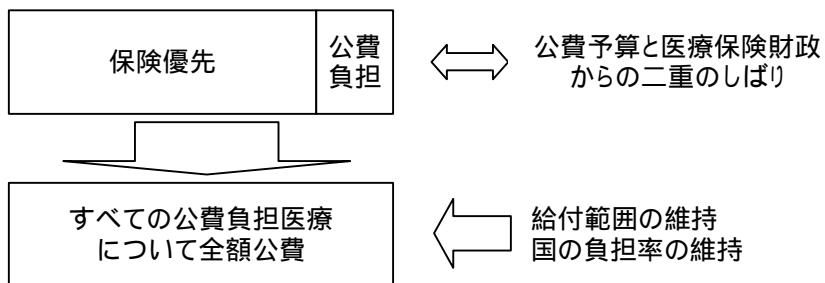 保険優先
公費
負担
公費予算と医療保険財政
からの二重のしばり
すべての公費負担医療
について全額公費
給付範囲の維持
国の負担率の維持